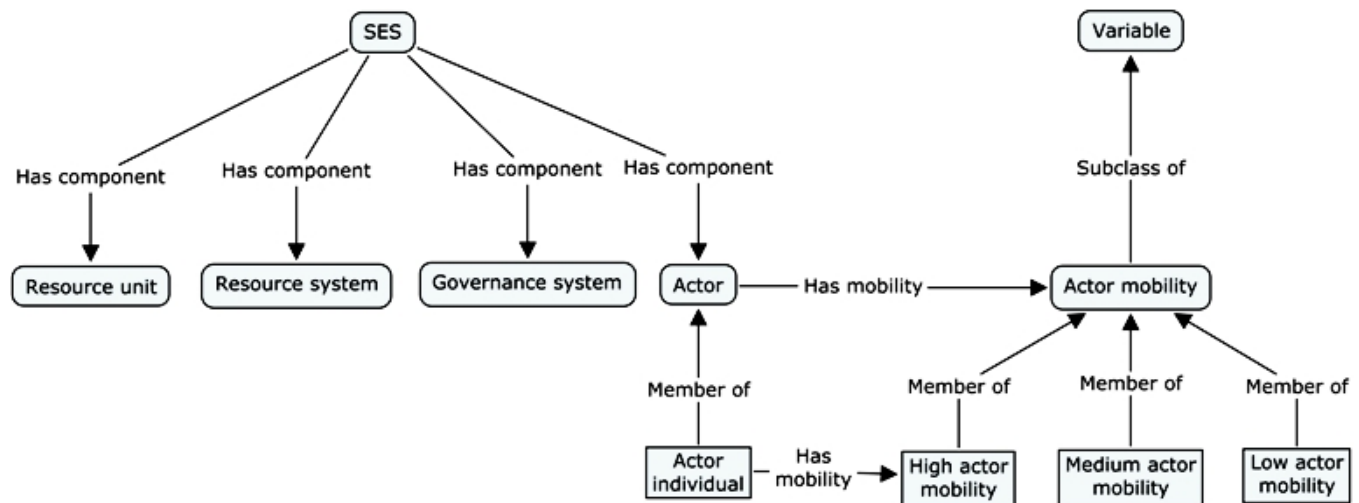 SES
Variable
Has component
Has component
Has component
Has component
Subclass of
Resource unit
Resource system
Governance system
Actor
Has mobility
Actor mobility
Member of
Member of
Member of
Member of
Actor
individual
Has
mobility
High actor
mobility
Medium actor
mobility
Low actor
mobility